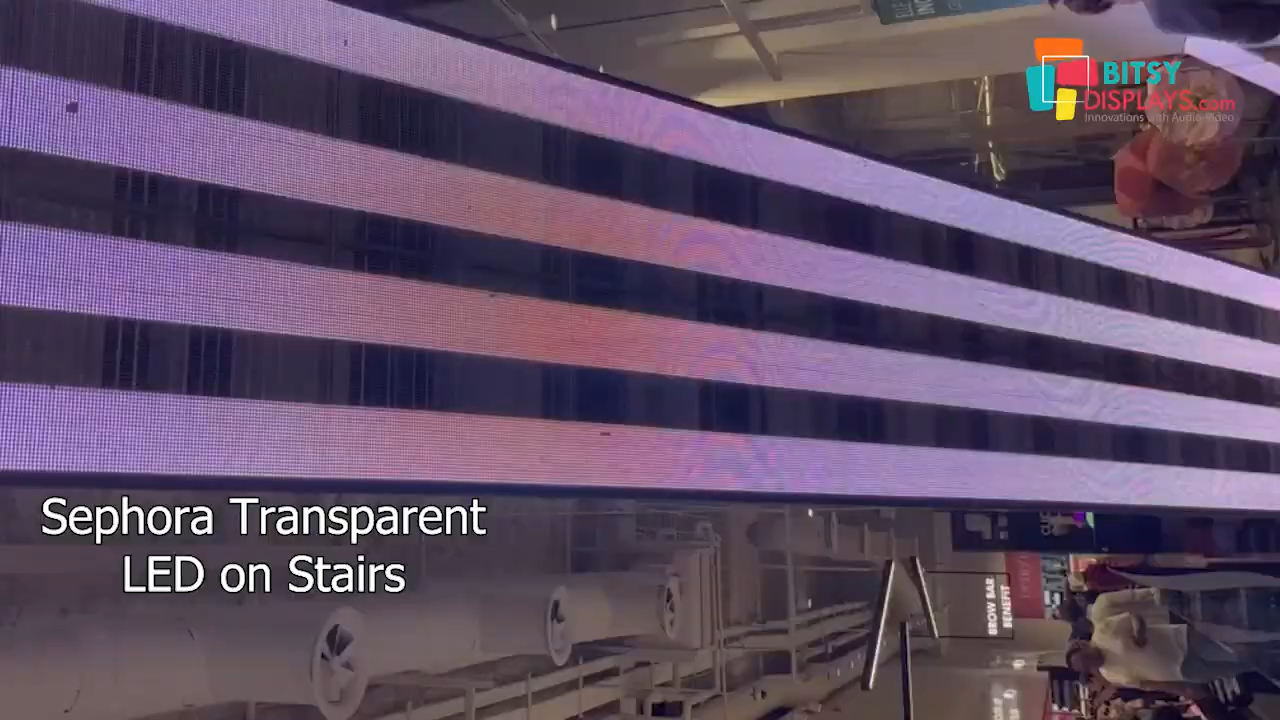 BITSY
DISPLAYS.com
Innovations with Audio-Video
Sephora Transparent
LED on Stairs
BROW BAR
BENEFIT